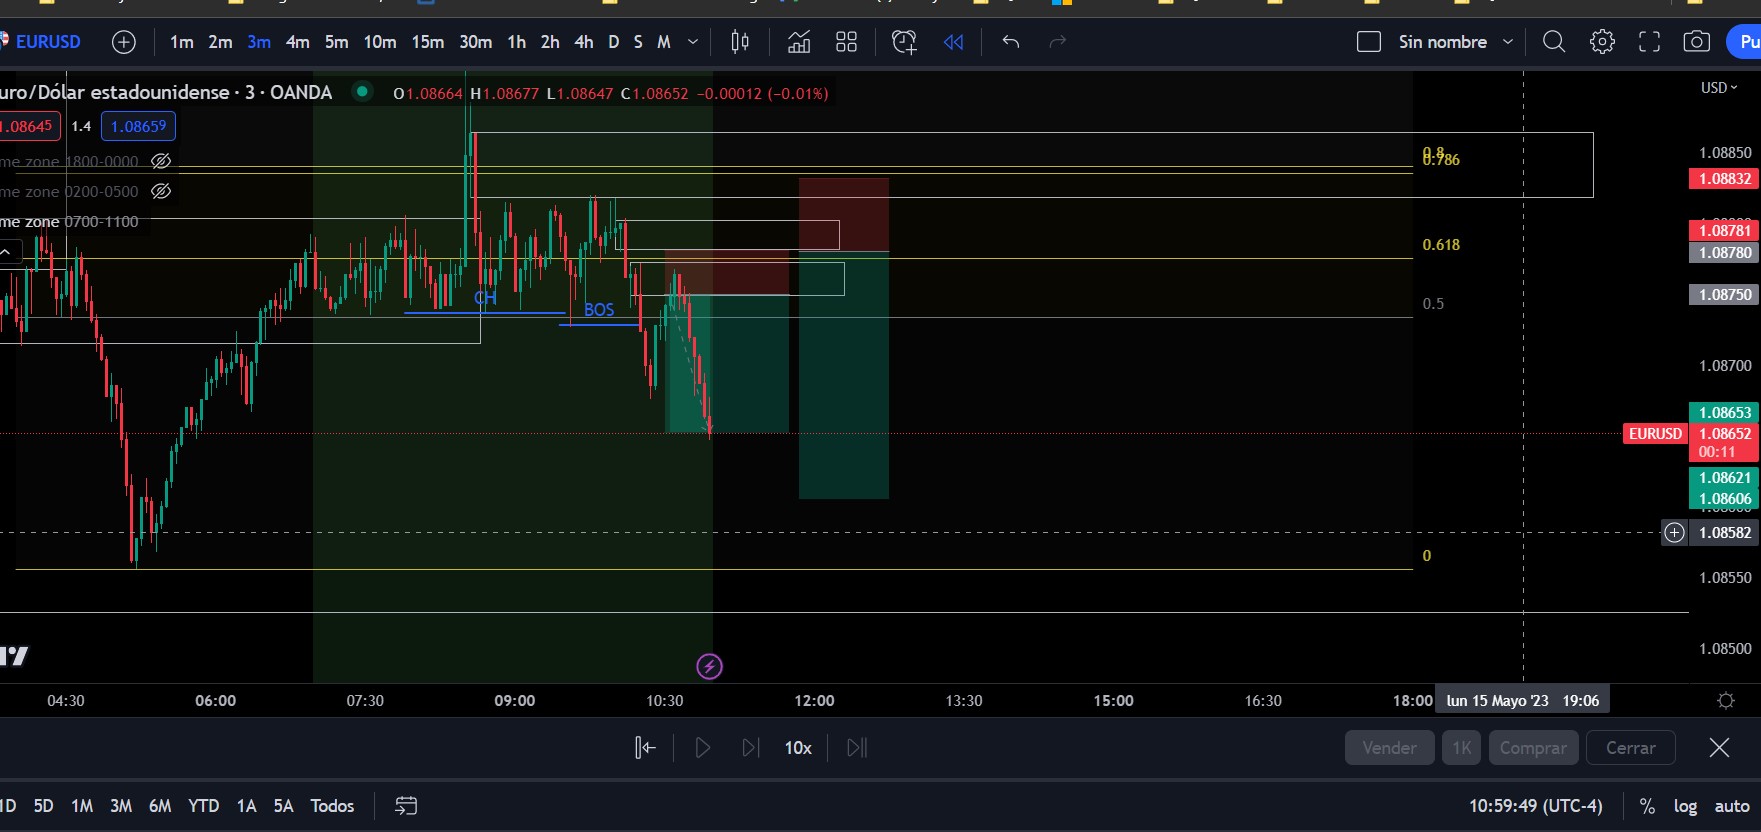 EURUSD 1m 2m 3m 4m 5m 10m 15m 30m 1h 2h 4h D S M Sin nombre Pu
uro/Dólar estadounidense · 3 · OANDA O1.08664 H1.08677 L1.08647 C1.08652 −0.00012 (−0.01%) USD
1.08645 1.4 1.08659
me zone 1800-0000
me zone 0200-0500
me zone 0700-1100
0.786
0.618
0.5
0
CH
BOS
1.08850
1.08832
1.08781
1.08780
1.08750
1.08700
1.08653
EURUSD 1.08652
00:11
1.08621
1.08606
1.08582
1.08550
1.08500
04:30 06:00 07:30 09:00 10:30 12:00 13:30 15:00 16:30 18:00 lun 15 Mayo '23 19:06
10x Vender 1K Comprar Cerrar
1D 5D 1M 3M 6M YTD 1A 5A Todos 10:59:49 (UTC-4) % log auto